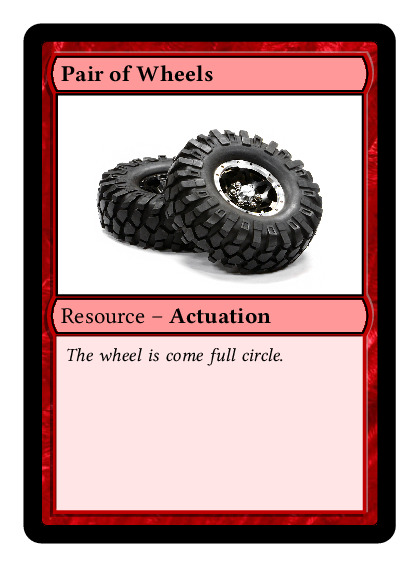 Pair of Wheels
Resource – Actuation
The wheel is come full circle.